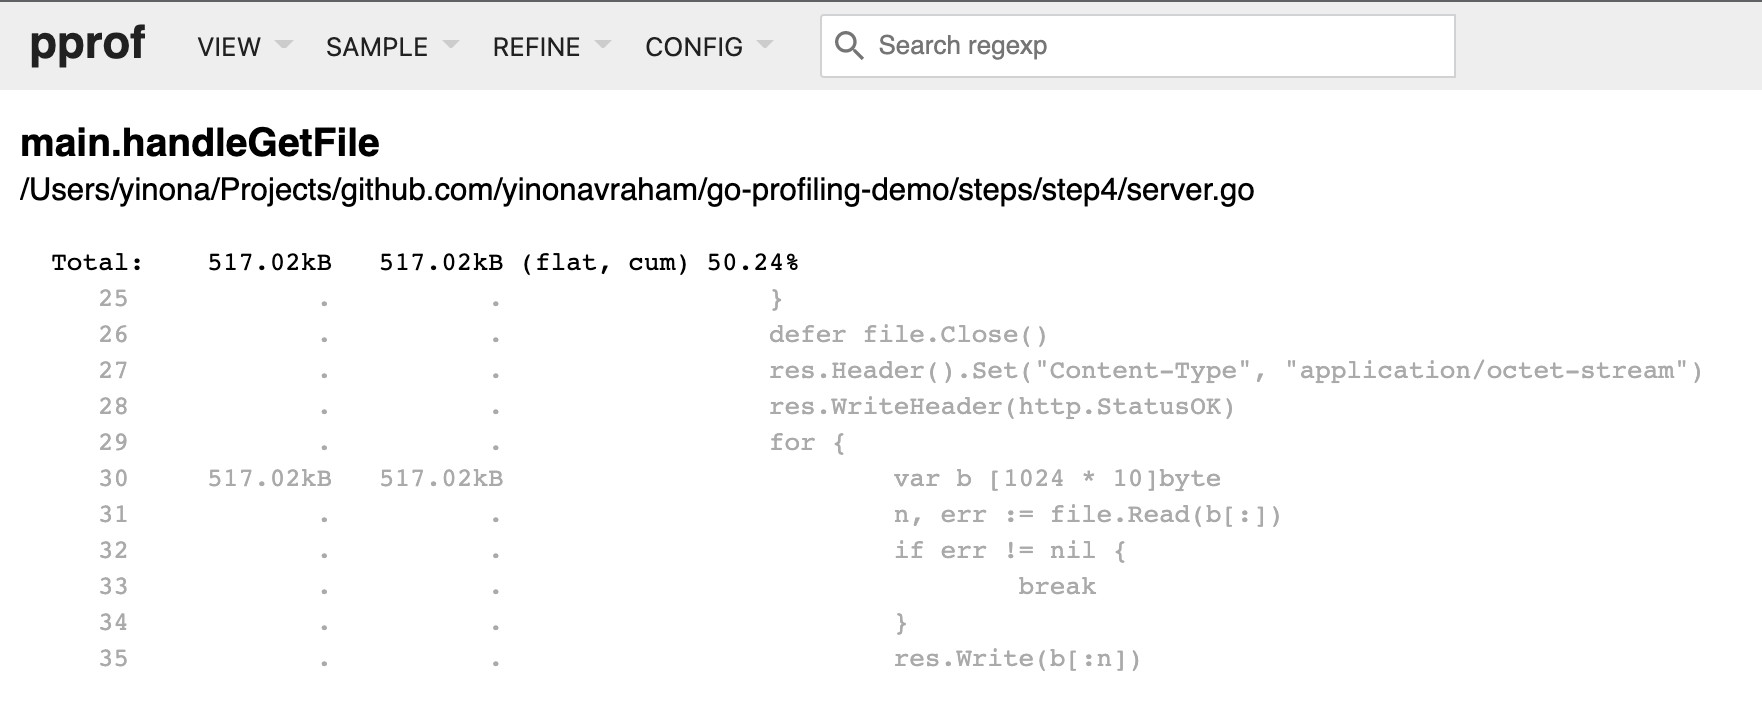 pprof VIEW SAMPLE REFINE CONFIG Search regexp
main.handleGetFile
/Users/yinona/Projects/github.com/yinonavraham/go-profiling-demo/steps/step4/server.go
Total: 517.02kB 517.02kB (flat, cum) 50.24%
25 . . }
26 . . defer file.Close()
27 . . res.Header().Set("Content-Type", "application/octet-stream")
28 . . res.WriteHeader(http.StatusOK)
29 . . for {
30 517.02kB 517.02kB var b [1024 * 10]byte
31 . . n, err := file.Read(b[:])
32 . . if err != nil {
33 . . break
34 . . }
35 . . res.Write(b[:n])